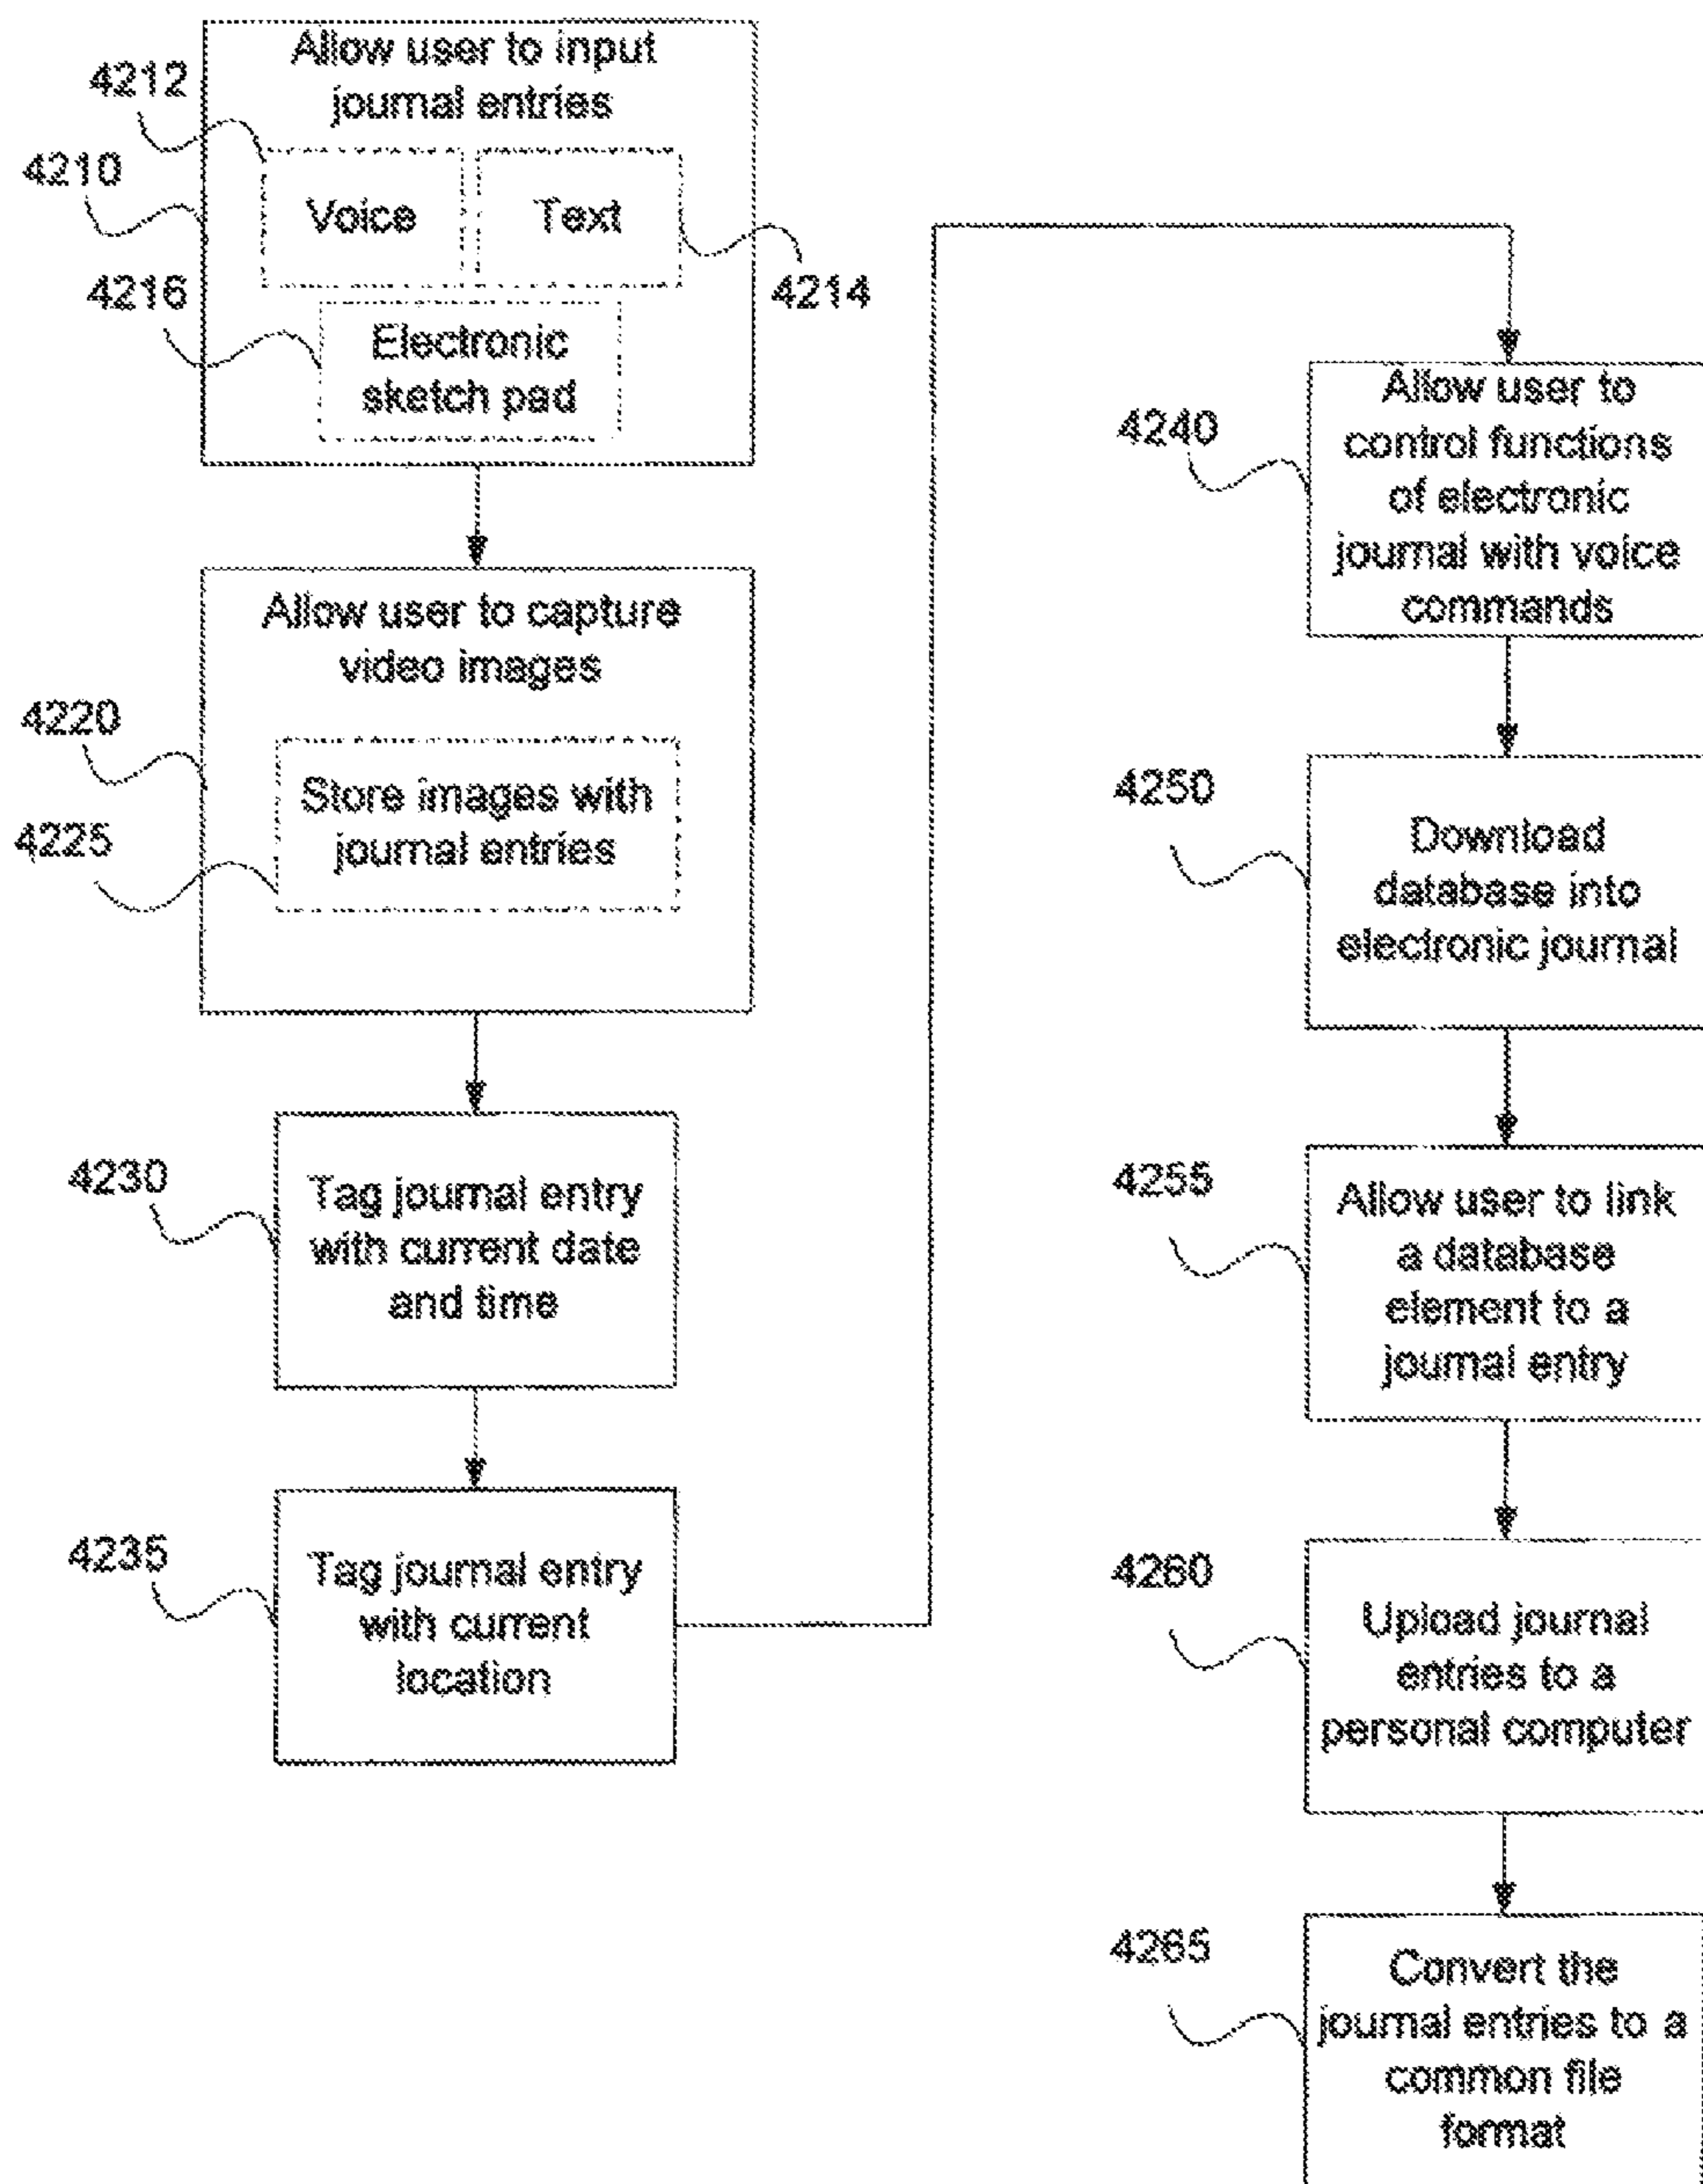 Allow user to input
journal entries
4212
4210
Voice
Text
4216
4214
Electronic
sketch pad
Allow user to capture
video images
4220
Store images with
journal entries
4225
4230
Tag journal entry
with current date
and time
4235
Tag journal entry
with current
location
4240
Allow user to
control functions
of electronic
journal with voice
commands
4250
Download
database into
electronic journal
4255
Allow user to link
a database
element to a
journal entry
4260
Upload journal
entries to a
personal computer
4265
Convert the
journal entries to a
common file
format